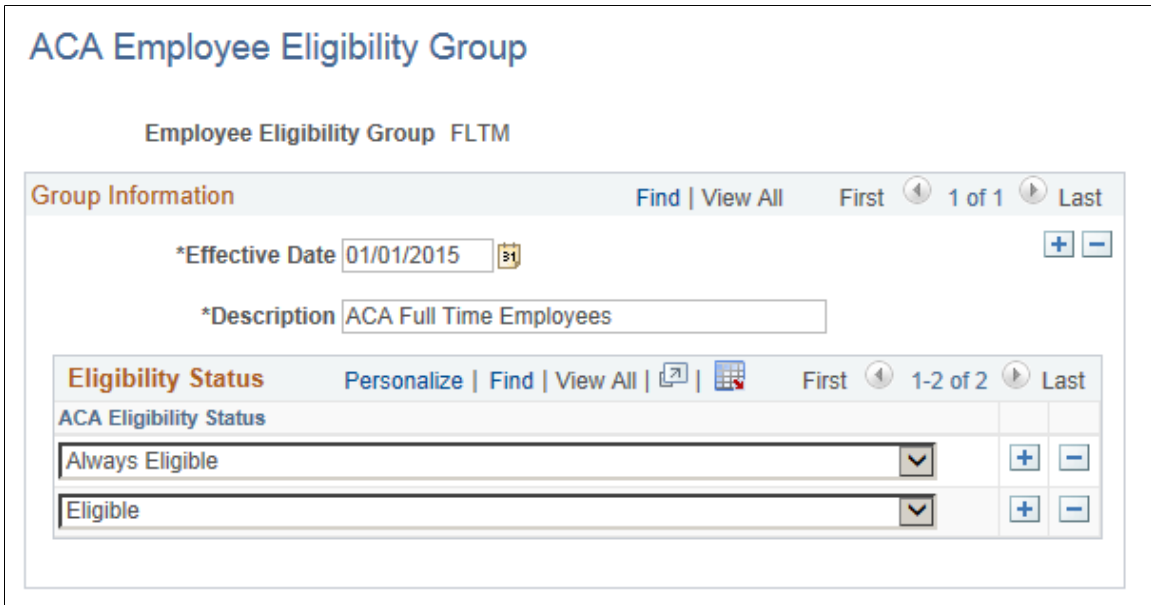 ACA Employee Eligibility Group
Employee Eligibility Group FLTM
Group Information Find | View All First 1 of 1 Last
*Effective Date 01/01/2015 31
*Description ACA Full Time Employees
Eligibility Status Personalize | Find | View All | | First 1-2 of 2 Last
ACA Eligibility Status
Always Eligible
Eligible